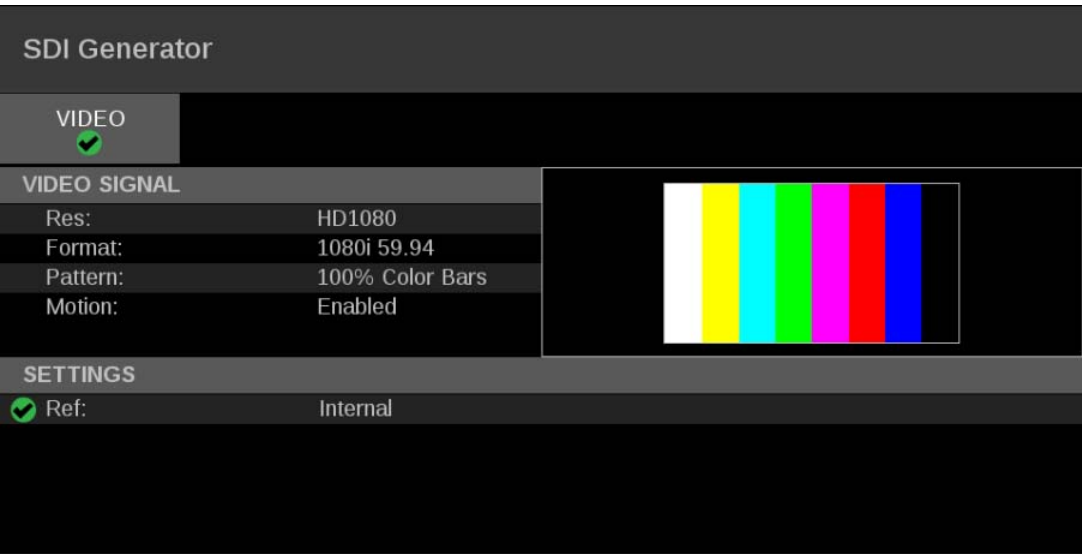 SDI Generator
VIDEO
VIDEO SIGNAL
Res: HD1080
Format: 1080i 59.94
Pattern: 100% Color Bars
Motion: Enabled
SETTINGS
Ref: Internal